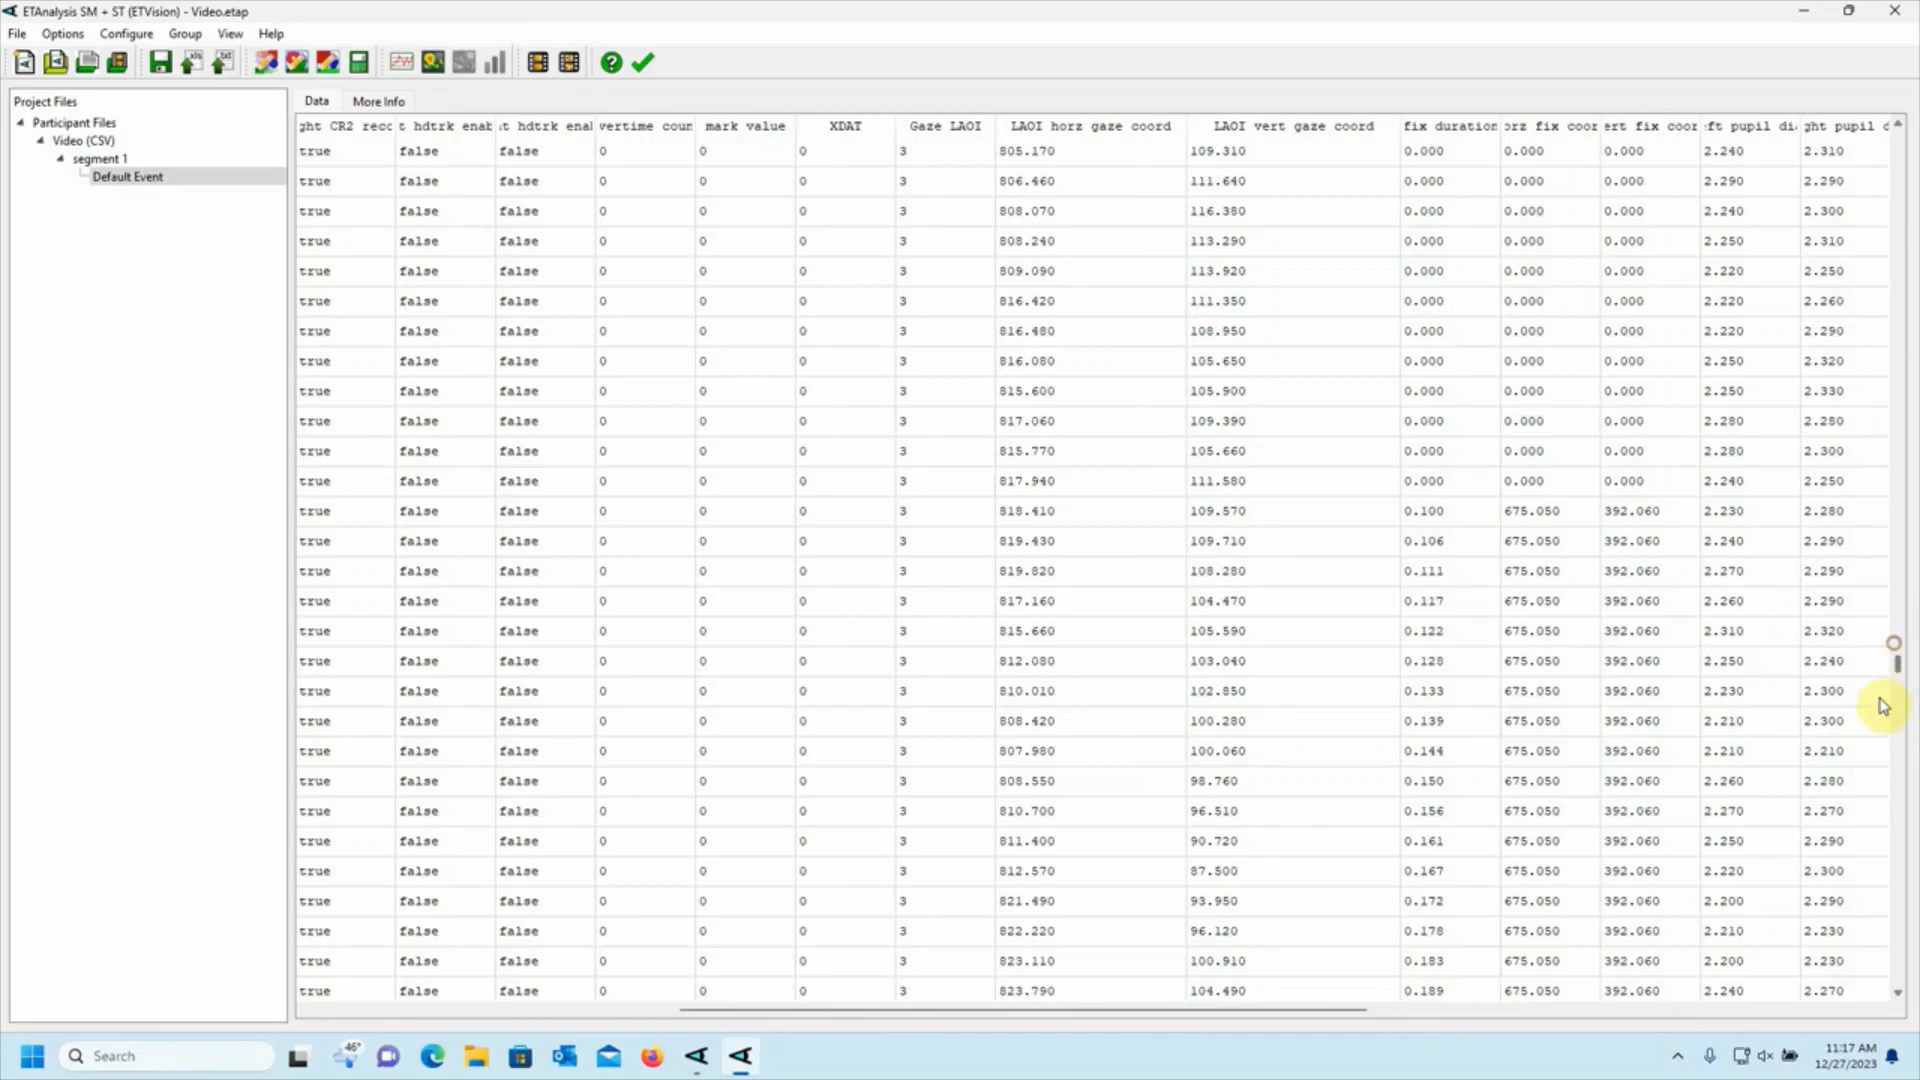 ETAnalysis SM + ST (ETVision) - Video.etap
File Options Configure Group View Help
Project Files
Participant Files
Video (CSV)
segment 1
Default Event
Data More Info
ght CR2 recc t hdtrk enab it hdtrk enal vertime coun mark value XDAT Gaze LAOI LAOI horz gaze coord LAOI vert gaze coord fix duration orz fix coor ert fix coor ft pupil di ght pupil d
true false false 0 0 0 3 805.170 109.310 0.000 0.000 0.000 2.240 2.310
true false false 0 0 0 3 806.460 111.640 0.000 0.000 0.000 2.290 2.290
true false false 0 0 0 3 808.070 116.380 0.000 0.000 0.000 2.240 2.300
true false false 0 0 0 3 808.240 113.290 0.000 0.000 0.000 2.250 2.310
true false false 0 0 0 3 809.090 113.920 0.000 0.000 0.000 2.220 2.250
true false false 0 0 0 3 816.420 111.350 0.000 0.000 0.000 2.220 2.260
true false false 0 0 0 3 816.480 108.950 0.000 0.000 0.000 2.220 2.290
true false false 0 0 0 3 816.080 105.650 0.000 0.000 0.000 2.250 2.320
true false false 0 0 0 3 815.600 105.900 0.000 0.000 0.000 2.250 2.330
true false false 0 0 0 3 817.060 109.390 0.000 0.000 0.000 2.280 2.280
true false false 0 0 0 3 815.770 105.660 0.000 0.000 0.000 2.280 2.300
true false false 0 0 0 3 817.940 111.580 0.000 0.000 0.000 2.240 2.250
true false false 0 0 0 3 818.410 109.570 0.100 675.050 392.060 2.230 2.280
true false false 0 0 0 3 819.430 109.710 0.106 675.050 392.060 2.240 2.290
true false false 0 0 0 3 819.820 108.280 0.111 675.050 392.060 2.270 2.290
true false false 0 0 0 3 817.160 104.470 0.117 675.050 392.060 2.260 2.290
true false false 0 0 0 3 815.660 105.590 0.122 675.050 392.060 2.310 2.320
true false false 0 0 0 3 812.080 103.040 0.128 675.050 392.060 2.250 2.240
true false false 0 0 0 3 810.010 102.850 0.133 675.050 392.060 2.230 2.300
true false false 0 0 0 3 808.420 100.280 0.139 675.050 392.060 2.210 2.300
true false false 0 0 0 3 807.980 100.060 0.144 675.050 392.060 2.210 2.210
true false false 0 0 0 3 808.550 98.760 0.150 675.050 392.060 2.260 2.280
true false false 0 0 0 3 810.700 96.510 0.156 675.050 392.060 2.270 2.270
true false false 0 0 0 3 811.400 90.720 0.161 675.050 392.060 2.250 2.290
true false false 0 0 0 3 812.570 87.500 0.167 675.050 392.060 2.220 2.300
true false false 0 0 0 3 821.490 93.950 0.172 675.050 392.060 2.200 2.290
true false false 0 0 0 3 822.220 96.120 0.178 675.050 392.060 2.210 2.230
true false false 0 0 0 3 823.110 100.910 0.183 675.050 392.060 2.200 2.230
true false false 0 0 0 3 823.790 104.490 0.189 675.050 392.060 2.240 2.270
Search
46°
11:17 AM
12/27/2023